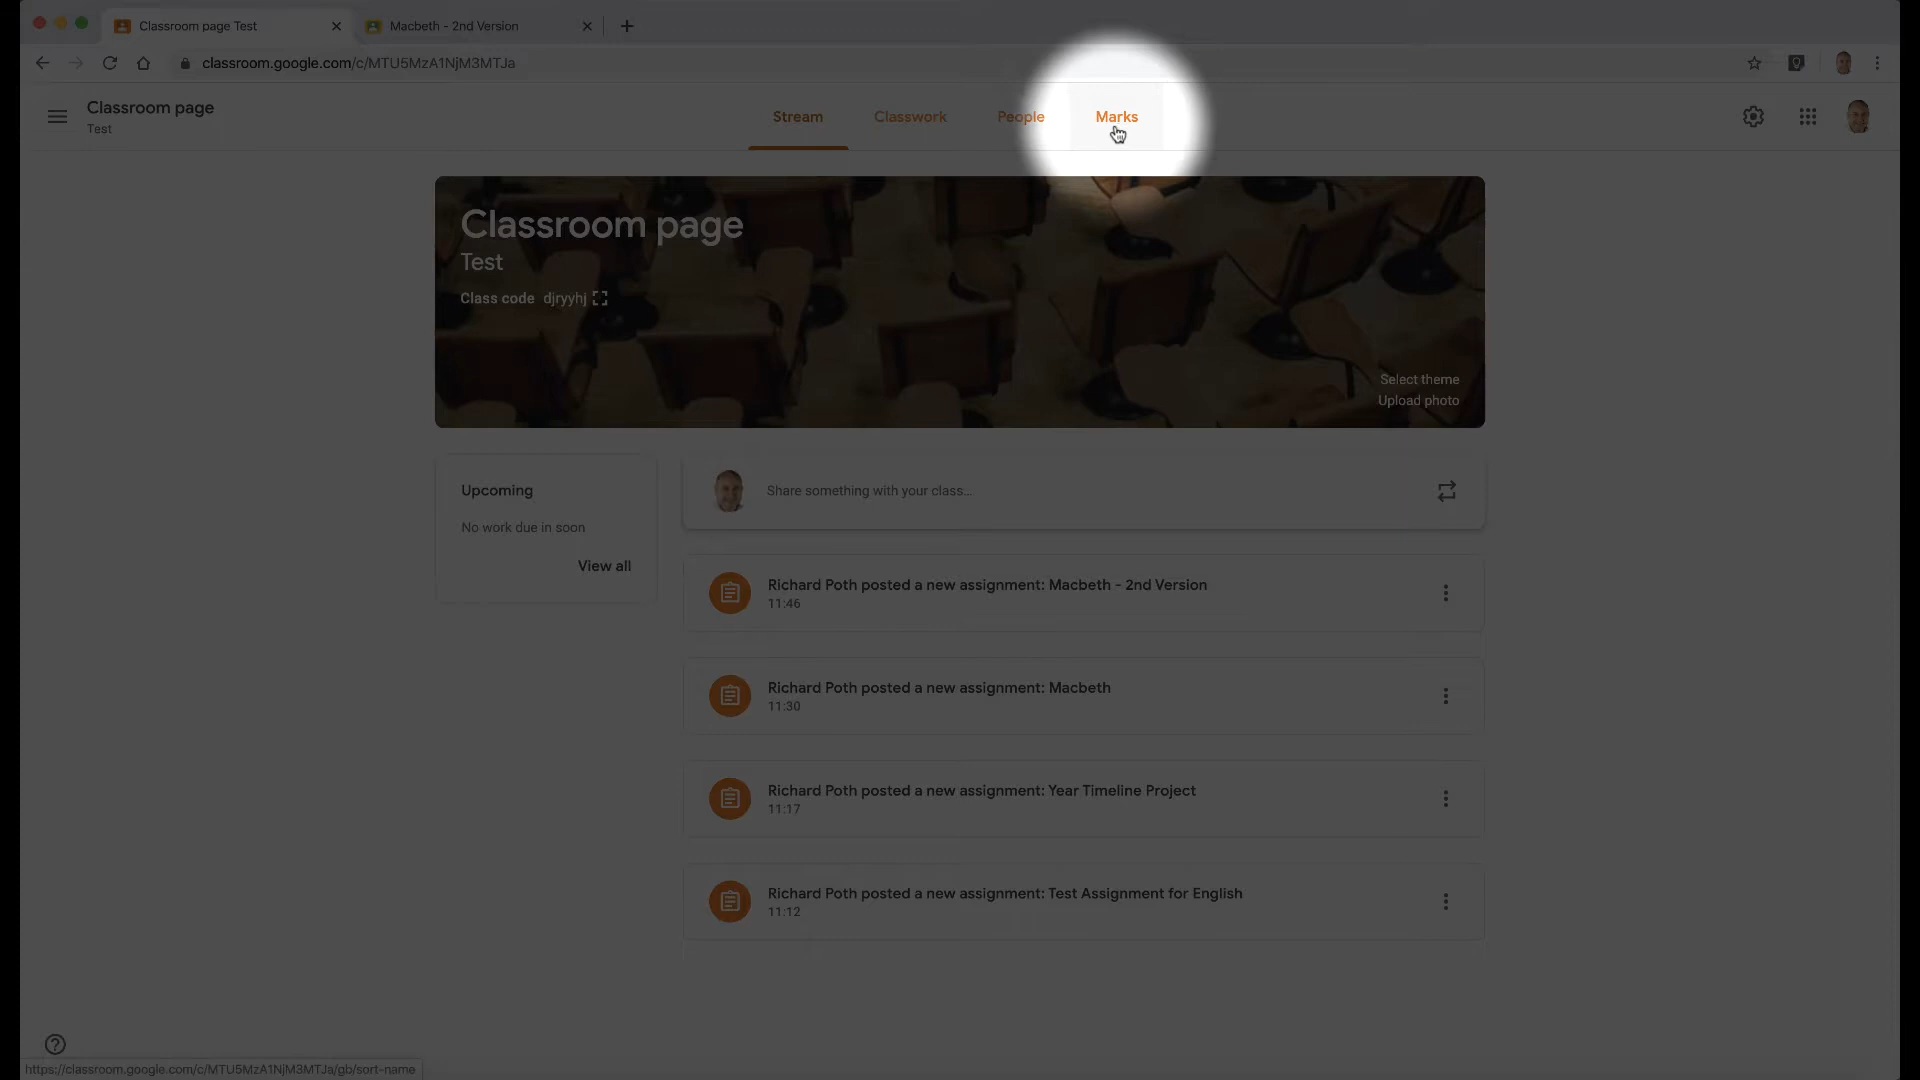 Classroom page Test
Macbeth - 2nd Version
classroom.google.com/c/MTU5MzA1NjM3MTJa
Classroom page
Test
Stream
Classwork
People
Marks
Classroom page
Test
Class code djryyhj
Select theme
Upload photo
Upcoming
No work due in soon
View all
Share something with your class...
Richard Poth posted a new assignment: Macbeth - 2nd Version
11:46
Richard Poth posted a new assignment: Macbeth
11:30
Richard Poth posted a new assignment: Year Timeline Project
11:17
Richard Poth posted a new assignment: Test Assignment for English
11:12
https://classroom.google.com/c/MTU5MzA1NjM3MTJa/gb/sort-name